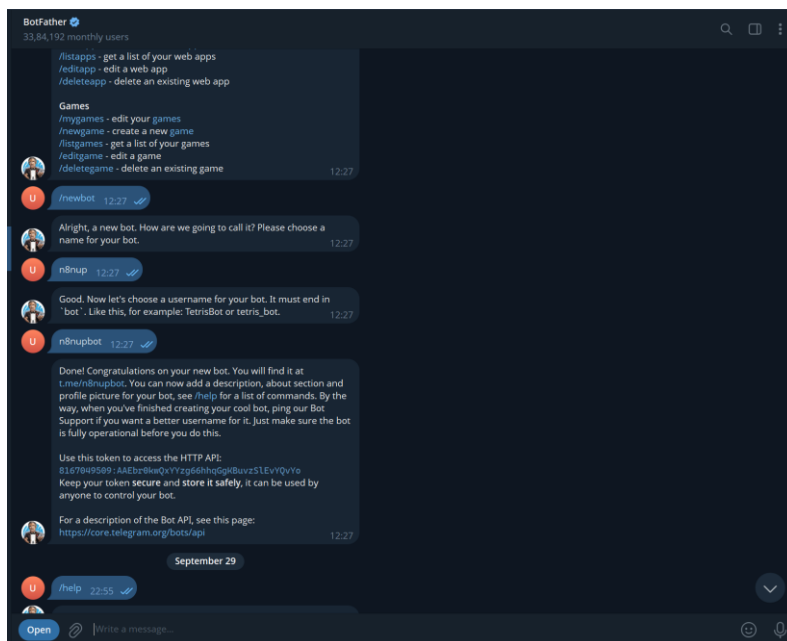 BotFather
33,84,192 monthly users
/listapps - get a list of your web apps
/editapp - edit a web app
/deleteapp - delete an existing web app
Games
/mygames - edit your games
/newgame - create a new game
/listgames - get a list of your games
/editgame - edit a game
/deletegame - delete an existing game
12:27
U
/newbot 12:27
Alright, a new bot. How are we going to call it? Please choose a
name for your bot.
12:27
U
n8nup 12:27
Good. Now let's choose a username for your bot. It must end in
`bot`. Like this, for example: TetrisBot or tetris_bot.
12:27
U
n8nupbot 12:27
Done! Congratulations on your new bot. You will find it at
t.me/n8nupbot. You can now add a description, about section and
profile picture for your bot, see /help for a list of commands. By the
way, when you've finished creating your cool bot, ping our Bot
Support if you want a better username for it. Just make sure the bot
is fully operational before you do this.
Use this token to access the HTTP API:
8167049509:AAEbr0kwQxYYzg66hhqGgKBuvzSlEvYQvYo
Keep your token secure and store it safely, it can be used by
anyone to control your bot.
For a description of the Bot API, see this page:
https://core.telegram.org/bots/api
12:27
September 29
U
/help 22:55
Open
Write a message...